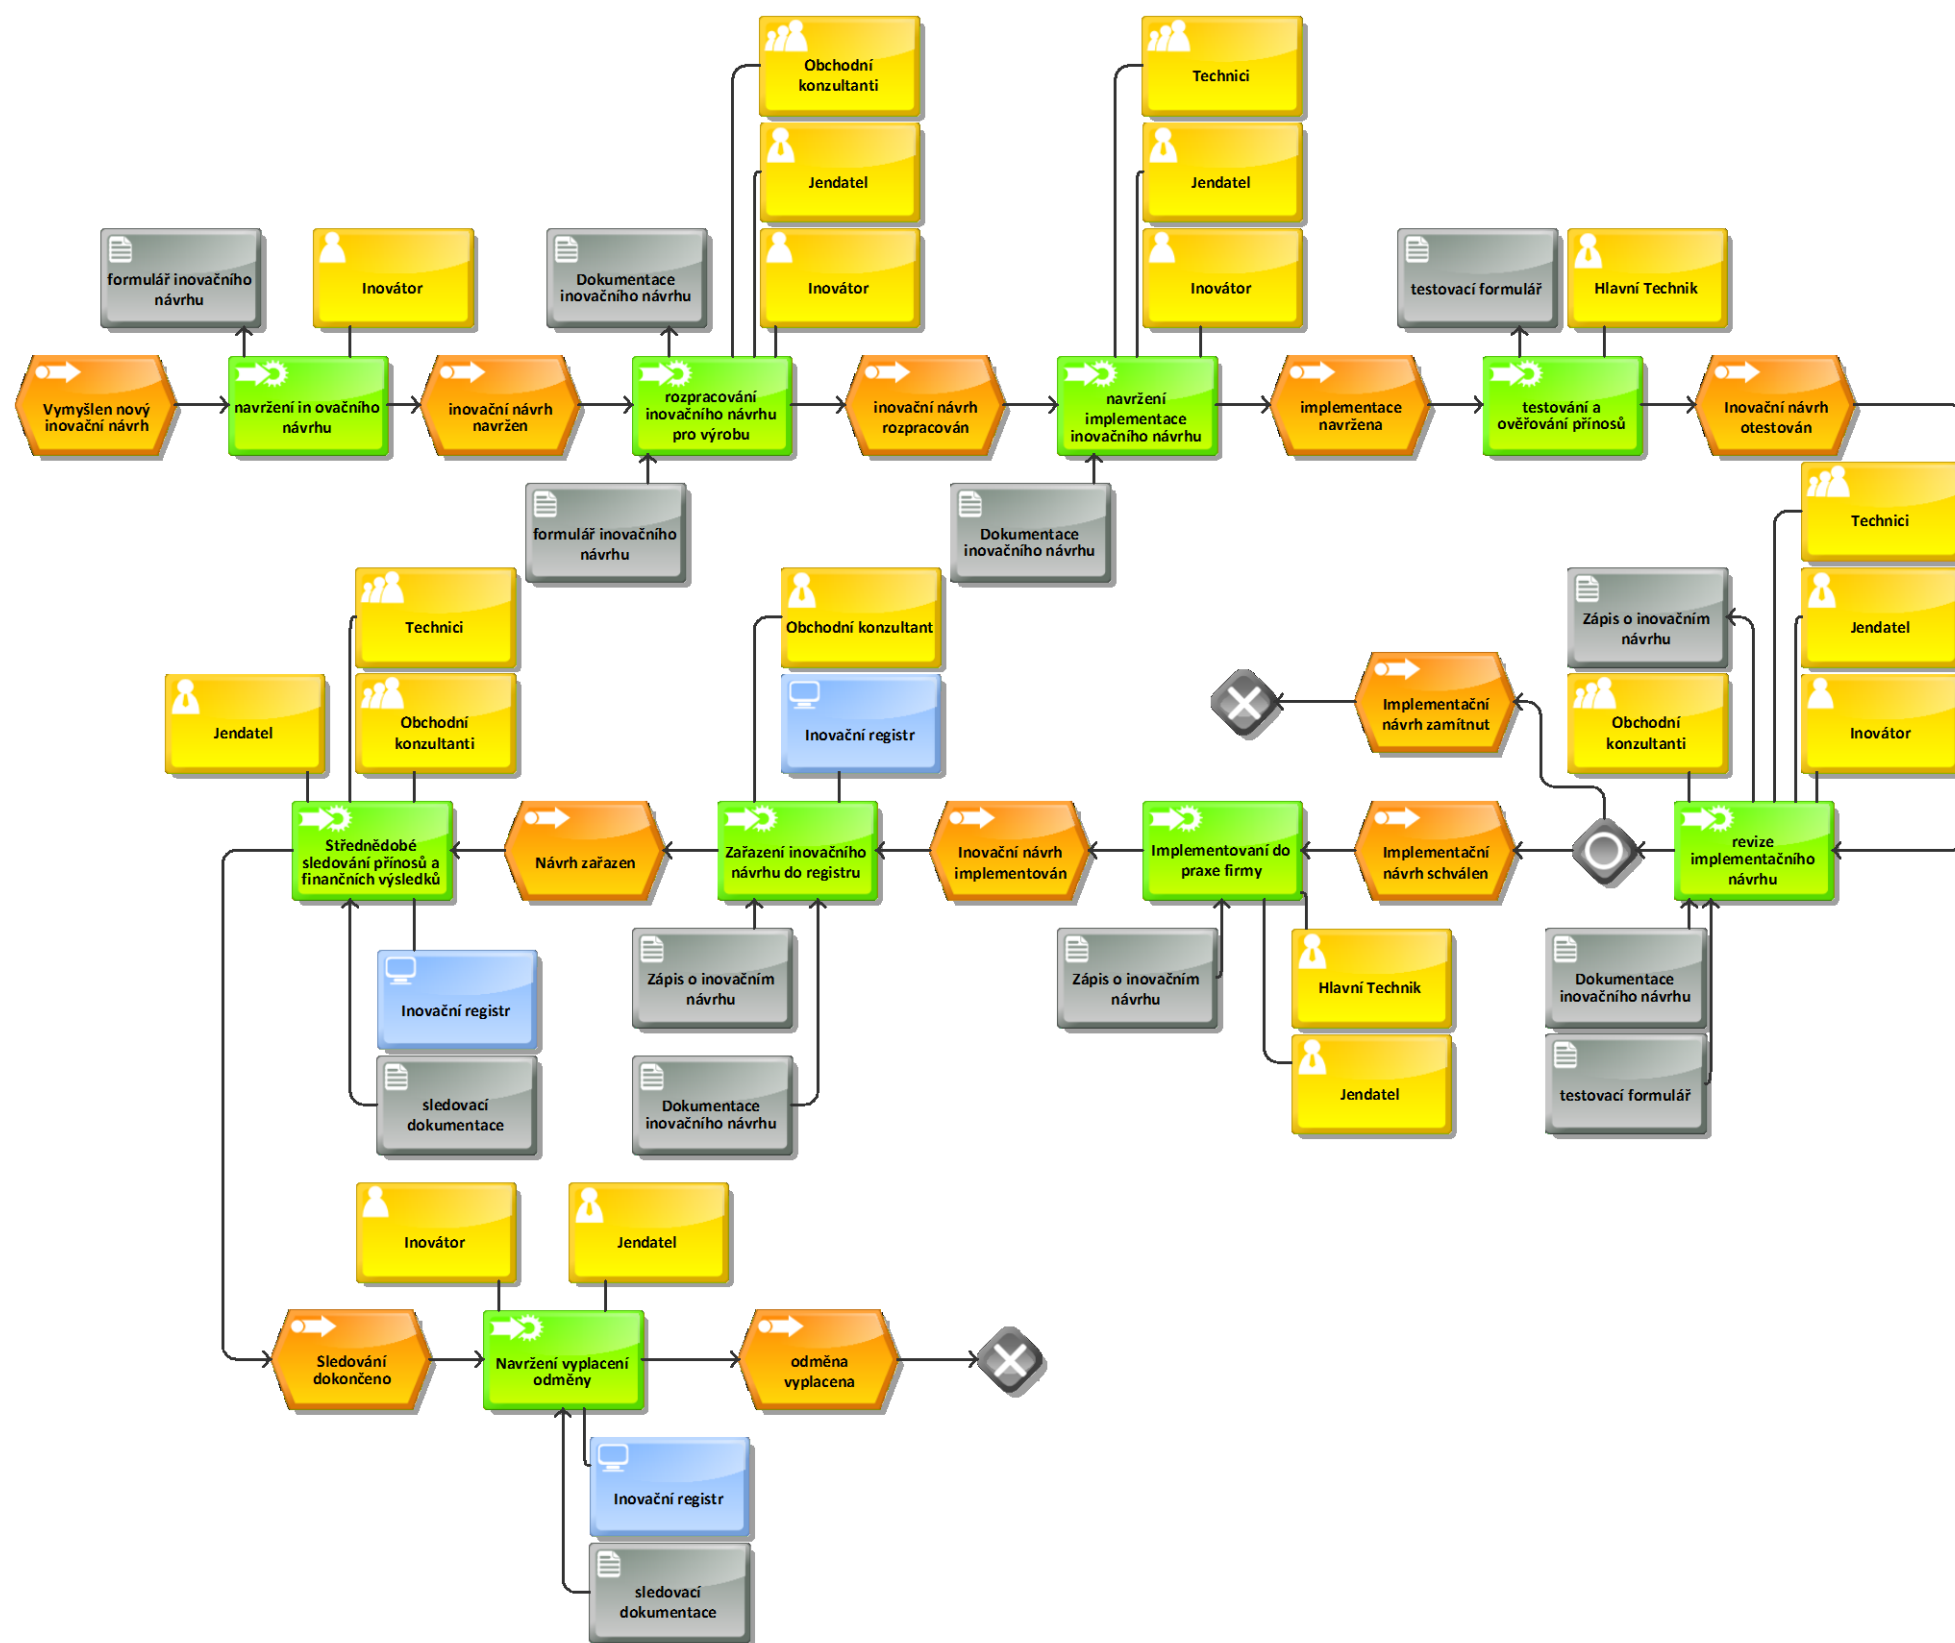 Obchodní
konzultanti
Technici
Jendatel
Jendatel
formulář inovačního
návrhu
Inovátor
Dokumentace
inovačního návrhu
Inovátor
Inovátor
testovací formulář
Hlavní Technik
Vymyšlen nový
inovační návrh
navržení in ovačního
návrhu
inovační návrh
navržen
rozpracování
inovačního návrhu
pro výrobu
inovační návrh
rozpracován
navržení
implementace
inovačního návrhu
implementace
navržena
testování a
ověřování přínosů
Inovační návrh
otestován
formulář inovačního
návrhu
Dokumentace
inovačního návrhu
Technici
Technici
Obchodní konzultant
Zápis o inovačním
návrhu
Jendatel
Jendatel
Obchodní
konzultanti
Inovační registr
Implementační
návrh zamítnut
Obchodní
konzultanti
Inovátor
Střednědobé
sledování přínosů a
finančních výsledků
Návrh zařazen
Zařazení inovačního
návrhu do registru
Inovační návrh
implementován
Implementovaní do
praxe firmy
Implementační
návrh schválen
revize
implementačního
návrhu
Inovační registr
Zápis o inovačním
návrhu
Zápis o inovačním
návrhu
Hlavní Technik
Dokumentace
inovačního návrhu
sledovací
dokumentace
Dokumentace
inovačního návrhu
Jendatel
testovací formulář
Inovátor
Jendatel
Sledování
dokončeno
Navržení vyplacení
odměny
odměna
vyplacena
Inovační registr
sledovací
dokumentace